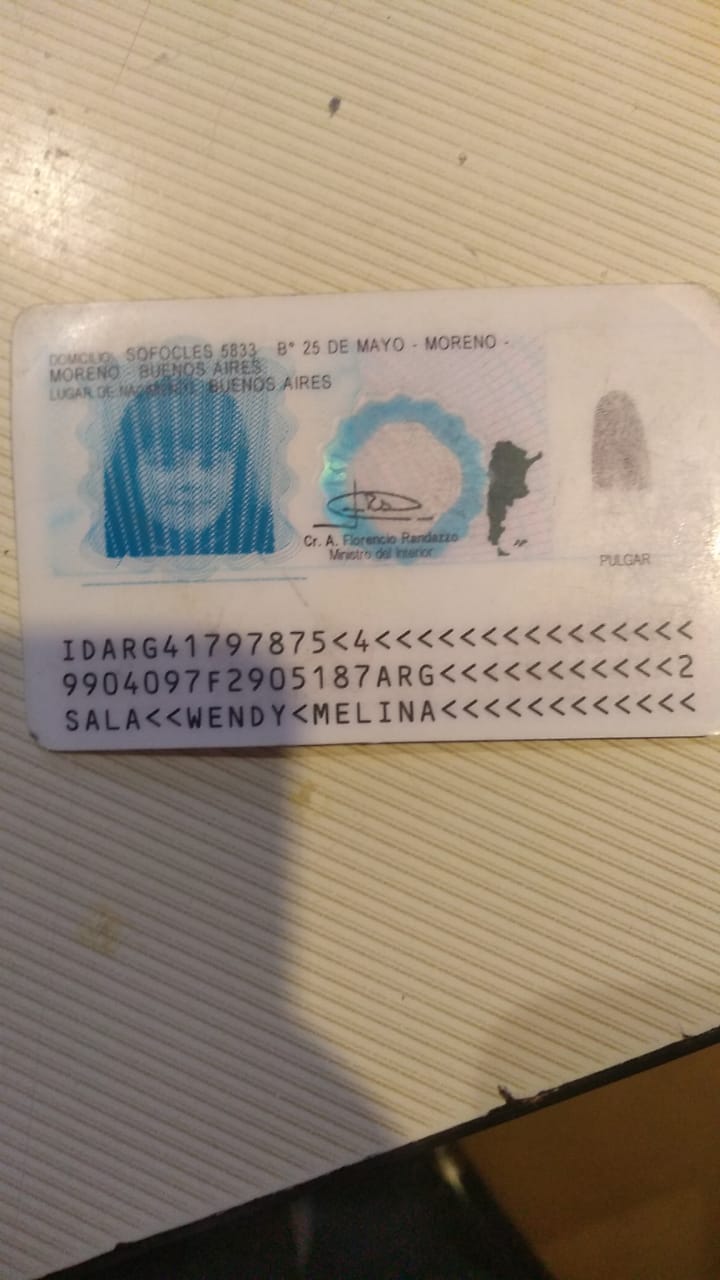 DOMICILIO: SOFOCLES 5833 B° 25 DE MAYO - MORENO -
MORENO - BUENOS AIRES
LUGAR DE NACIMIENTO: BUENOS AIRES
Cr. A. Florencio Randazzo
Ministro del Interior
PULGAR
IDARG41797875<4<<<<<<<<<<<<<<<
9904097F2905187ARG<<<<<<<<<<<2
SALA<<WENDY<MELINA<<<<<<<<<<<<